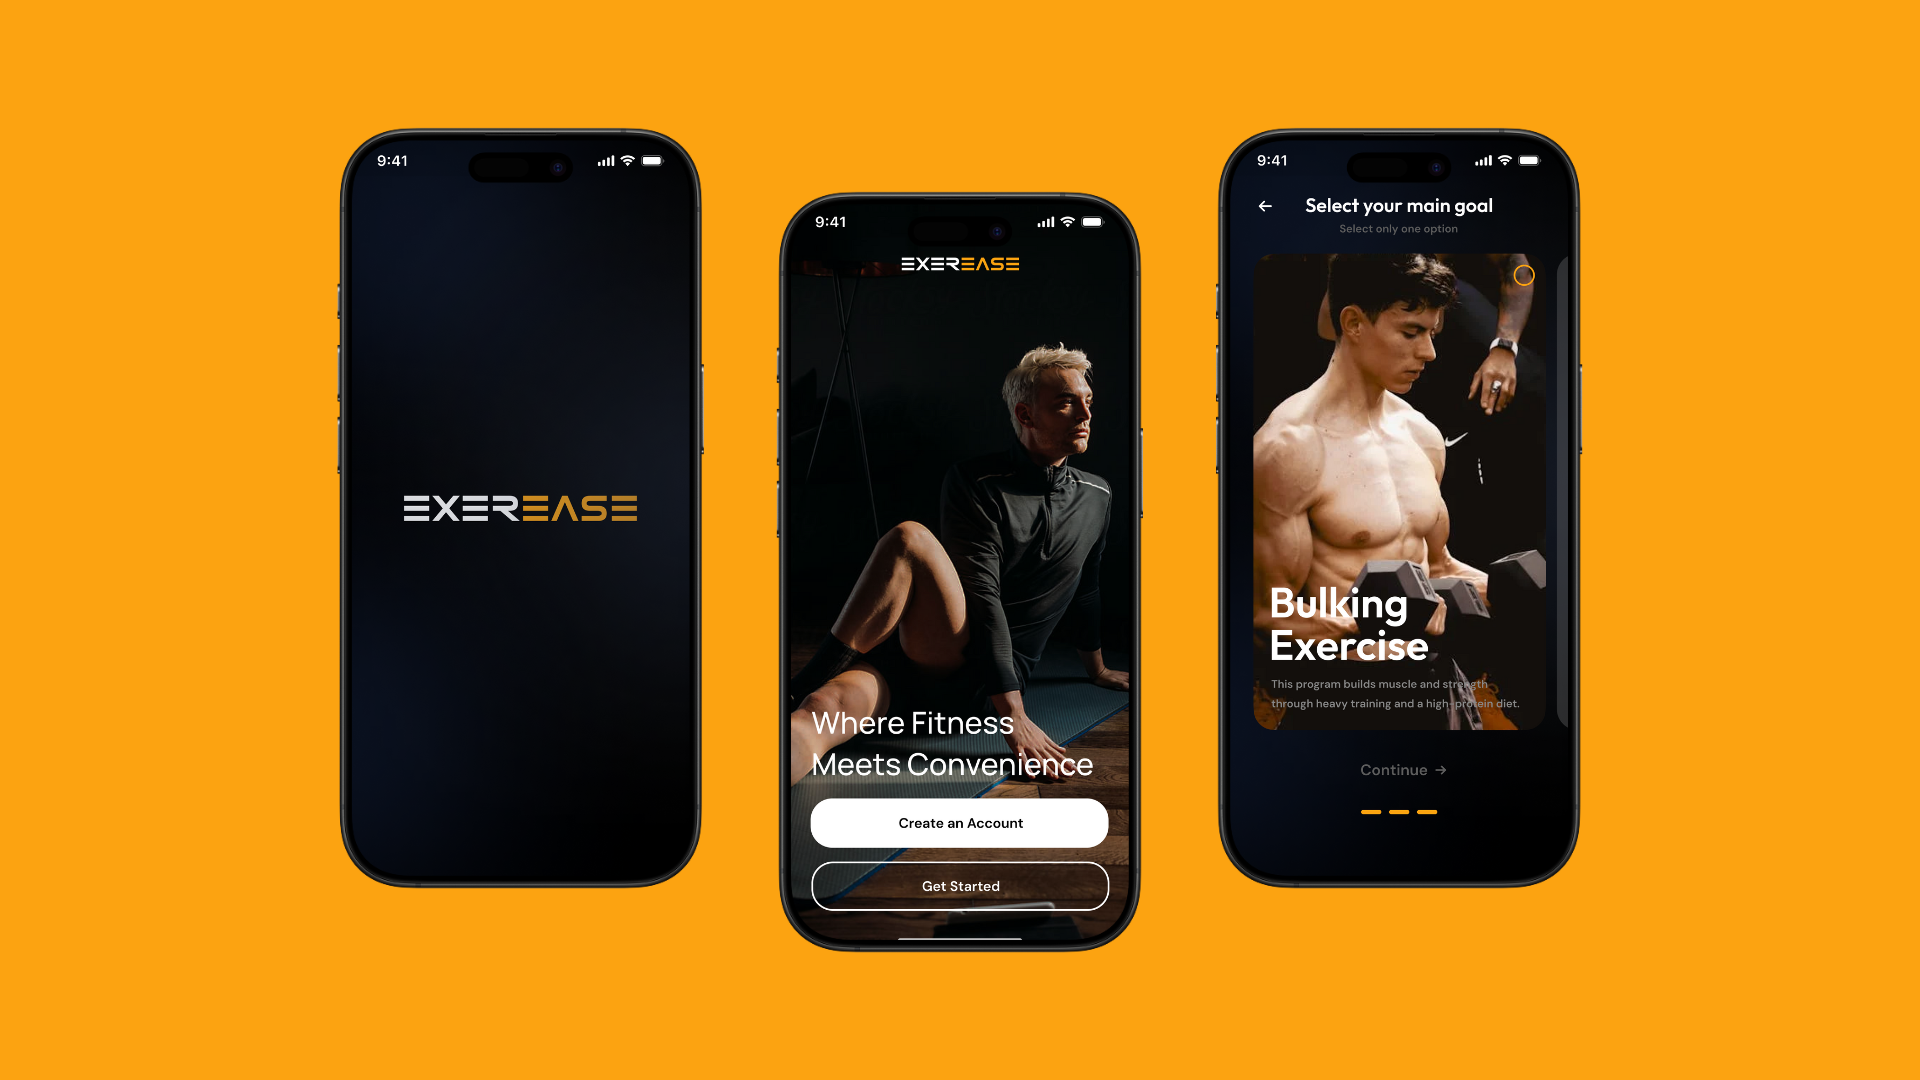 9:41
EXEREASE
9:41
EXEREASE
Where Fitness
Meets Convenience
Create an Account
Get Started
9:41
Select your main goal
Select only one option
Bulking
Exercise
This program builds muscle and strength
through heavy training and a high-protein diet.
Continue →